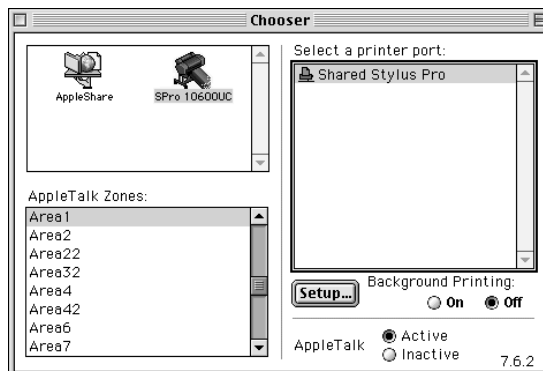 Chooser
AppleShare
SPro 10600UC
AppleTalk Zones:
Area1
Area2
Area22
Area32
Area4
Area42
Area6
Area7
Select a printer port:
Shared Stylus Pro
Setup...
Background Printing:
On Off
AppleTalk
Active
Inactive
7.6.2